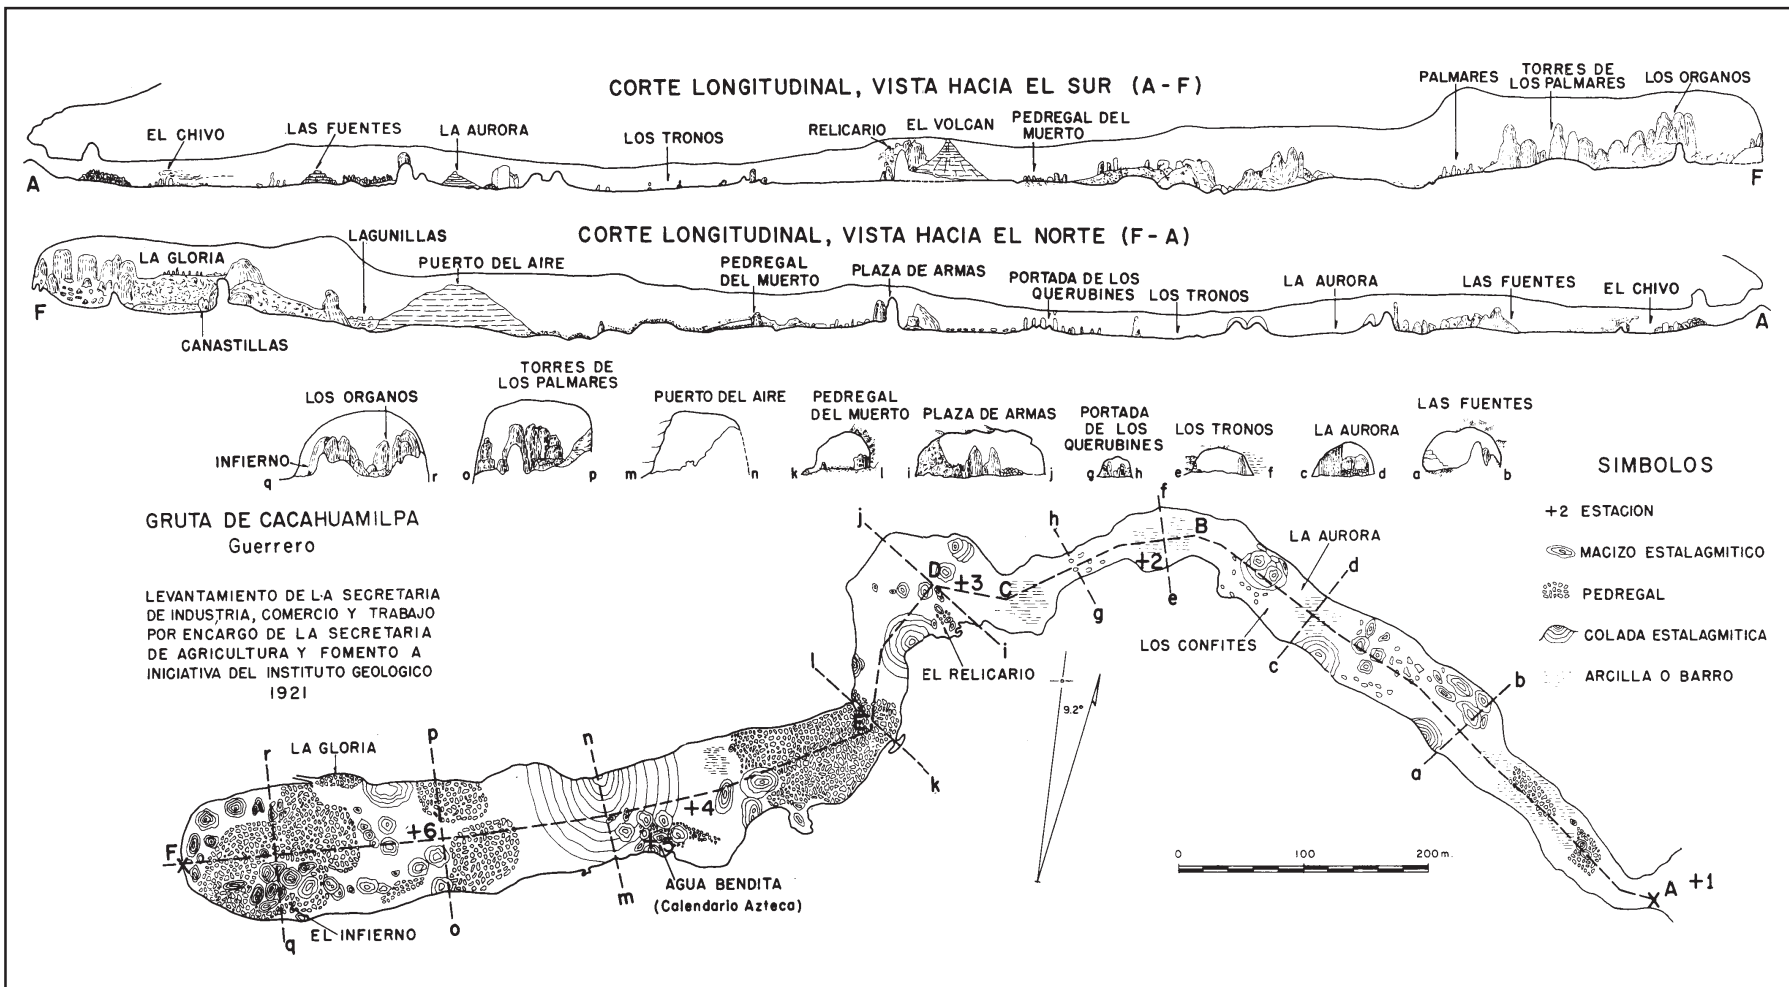 CORTE LONGITUDINAL, VISTA HACIA EL SUR (A-F)
EL CHIVO
LAS FUENTES
LA AURORA
LOS TRONOS
RELICARIO
EL VOLCAN
PEDREGAL DEL
MUERTO
PALMARES
TORRES DE
LOS PALMARES
LOS ORGANOS
A
F
CORTE LONGITUDINAL, VISTA HACIA EL NORTE (F-A)
LA GLORIA
LAGUNILLAS
PUERTO DEL AIRE
PEDREGAL
DEL MUERTO
PLAZA DE ARMAS
PORTADA DE LOS
QUERUBINES
LOS TRONOS
LA AURORA
LAS FUENTES
EL CHIVO
F
A
CANASTILLAS
LOS ORGANOS
INFIERNO
q
r
TORRES DE
LOS PALMARES
o
p
PUERTO DEL AIRE
m
n
PEDREGAL
DEL MUERTO
k
l
PLAZA DE ARMAS
i
j
PORTADA
DE LOS
QUERUBINES
g
h
LOS TRONOS
e
f
LA AURORA
c
d
LAS FUENTES
a
b
GRUTA DE CACAHUAMILPA
Guerrero
LEVANTAMIENTO DE LA SECRETARIA
DE INDUSTRIA, COMERCIO Y TRABAJO
POR ENCARGO DE LA SECRETARIA
DE AGRICULTURA Y FOMENTO A
INICIATIVA DEL INSTITUTO GEOLOGICO
1921
SIMBOLOS
+2 ESTACION
MACIZO ESTALAGMITICO
PEDREGAL
COLADA ESTALAGMITICA
ARCILLA O BARRO
j
h
f
B
LA AURORA
d
D
+3
C
+2
g
e
i
LOS CONFITES
c
l
EL RELICARIO
b
9.2°
E
a
k
r
LA GLORIA
p
n
+4
+6
F
AGUA BENDITA
(Calendario Azteca)
m
o
q
EL INFIERNO
0
100
200 m.
A
+1